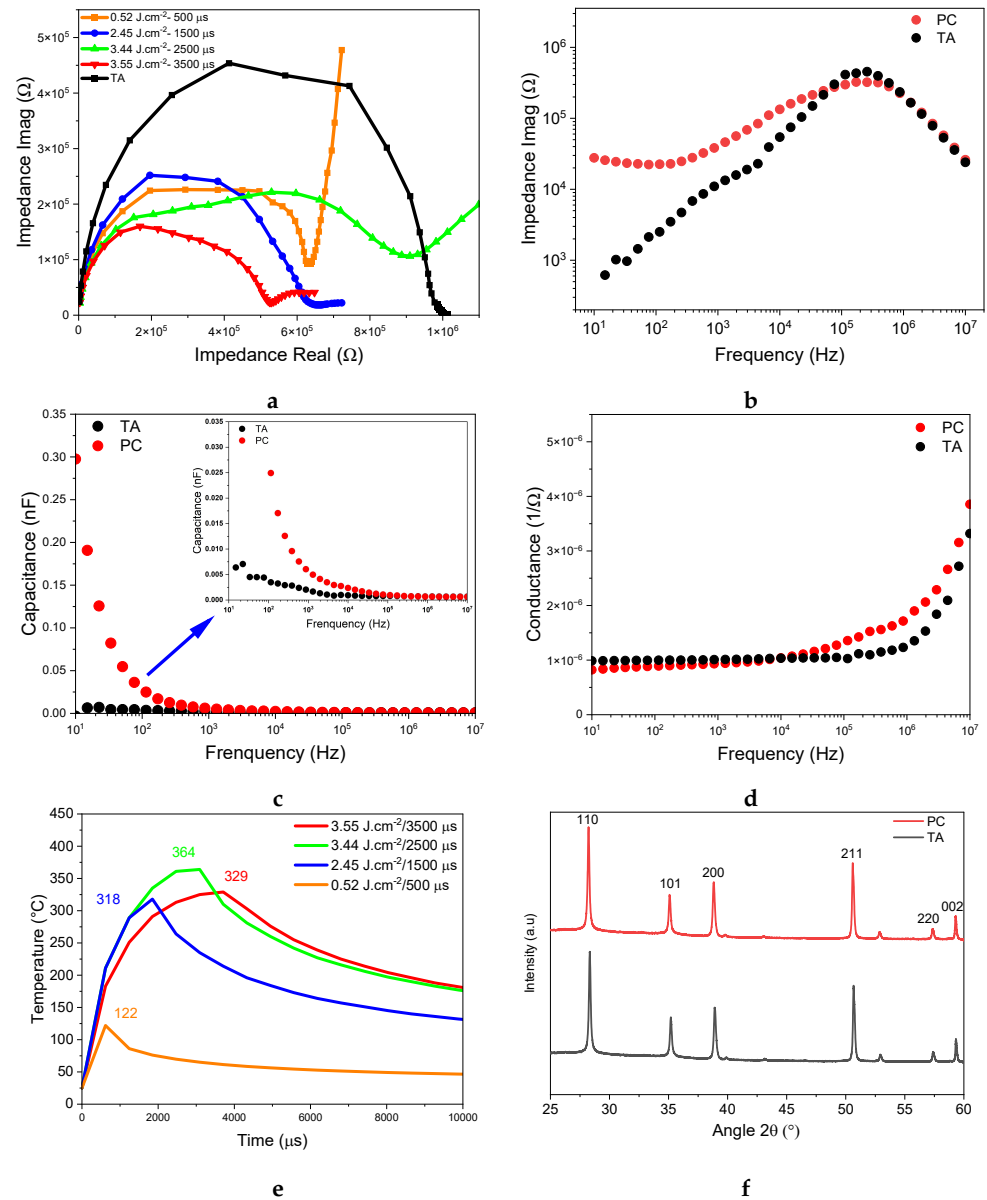 0.52 J.cm⁻²- 500 μs
2.45 J.cm⁻²- 1500 μs
3.44 J.cm⁻²- 2500 μs
3.55 J.cm⁻²- 3500 μs
TA
5×10⁵
4×10⁵
3×10⁵
2×10⁵
1×10⁵
0
Impedance Imag (Ω)
0 2×10⁵ 4×10⁵ 6×10⁵ 8×10⁵ 1×10⁶
Impedance Real (Ω)
a
PC
TA
10⁶
10⁵
10⁴
10³
Impedance Imag (Ω)
10¹ 10² 10³ 10⁴ 10⁵ 10⁶ 10⁷
Frequency (Hz)
b
TA
PC
0.35
0.30
0.25
0.20
0.15
0.10
0.05
0.00
Capacitance (nF)
10¹ 10² 10³ 10⁴ 10⁵ 10⁶ 10⁷
Frenquency (Hz)
TA
PC
0.035
0.030
0.025
0.020
0.015
0.010
0.005
0.000
Capacitance (nF)
10¹ 10² 10³ 10⁴ 10⁵ 10⁶ 10⁷
Frenquency (Hz)
c
PC
TA
5×10⁻⁶
4×10⁻⁶
3×10⁻⁶
2×10⁻⁶
1×10⁻⁶
0
Conductance (1/Ω)
10¹ 10² 10³ 10⁴ 10⁵ 10⁶ 10⁷
Frequency (Hz)
d
3.55 J.cm⁻²/3500 μs
3.44 J.cm⁻²/2500 μs
2.45 J.cm⁻²/1500 μs
0.52 J.cm⁻²/500 μs
450
400
350
300
250
200
150
100
50
0
Temperature (°C)
364
329
318
122
0 2000 4000 6000 8000 10000
Time (μs)
e
PC
TA
110
101
200
211
220
002
Intensity (a.u)
25 30 35 40 45 50 55 60
Angle 2θ (°)
f